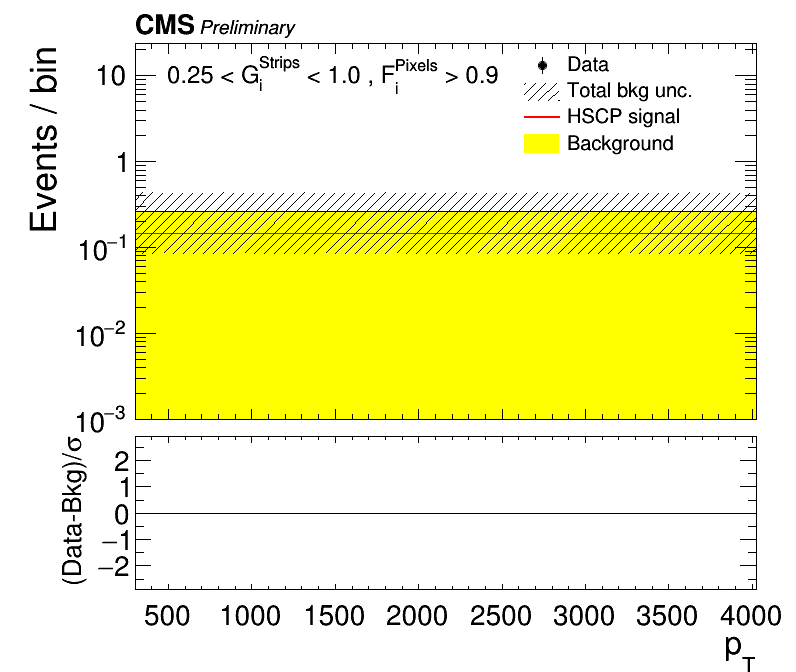 CMS Preliminary
0.25 < G_i^Strips < 1.0 , F_i^Pixels > 0.9
Data
Total bkg unc.
HSCP signal
Background
Events / bin
10
1
10^−1
10^−2
10^−3
(Data-Bkg)/σ
2
1
0
−1
−2
500 1000 1500 2000 2500 3000 3500 4000
p_T